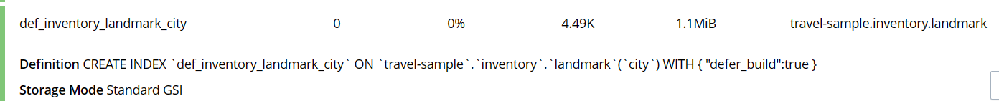 def_inventory_landmark_city 0 0% 4.49K 1.1MiB travel-sample.inventory.landmark
Definition CREATE INDEX `def_inventory_landmark_city` ON `travel-sample`.`inventory`.`landmark`(`city`) WITH { "defer_build":true }
Storage Mode Standard GSI